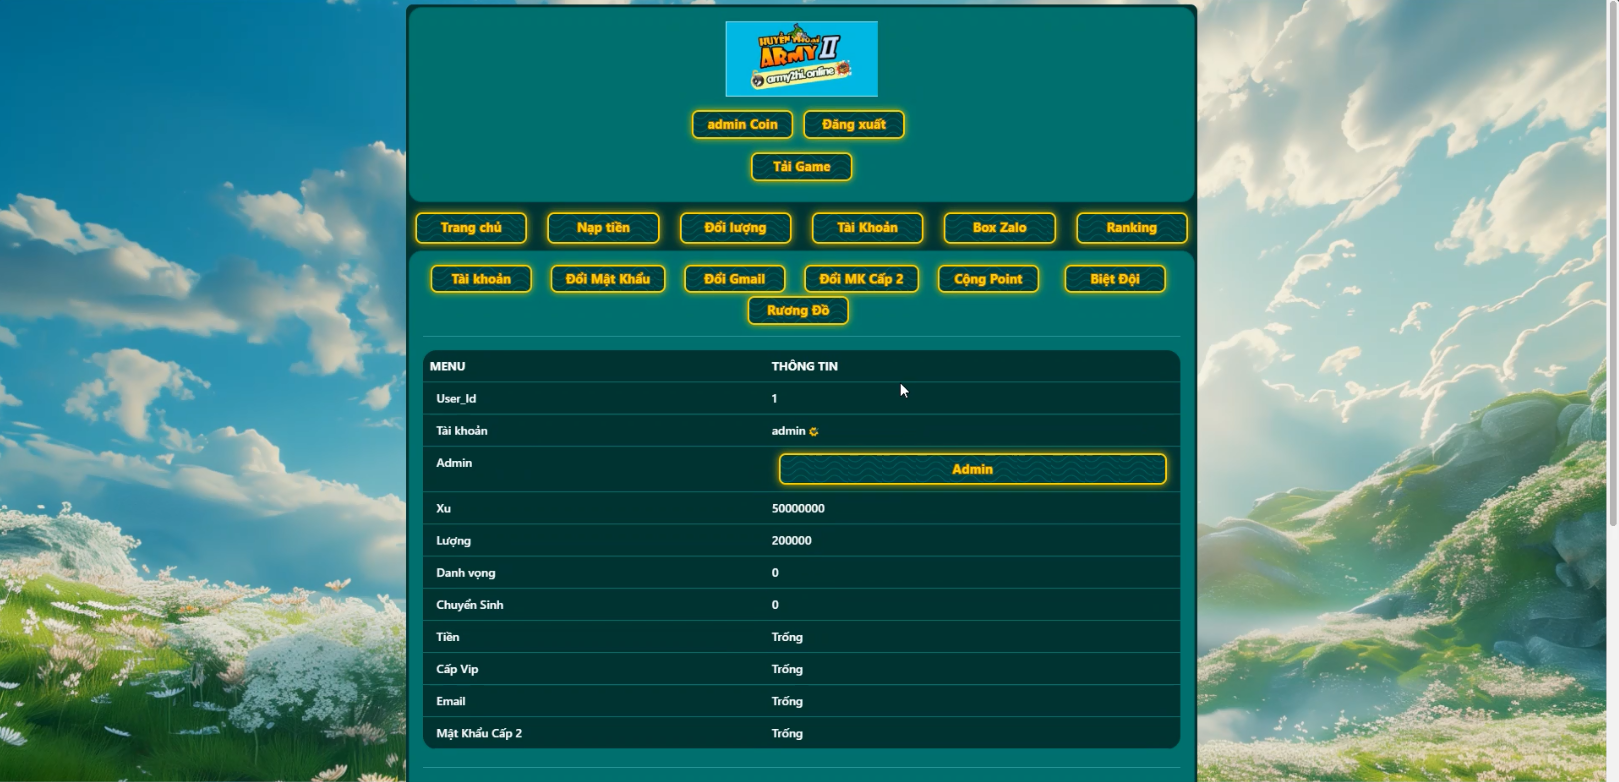 HUYỀN THOẠI
ARMY II
army2hi.online
admin Coin Đăng xuất
Tải Game
Trang chủ Nạp tiền Đổi lượng Tài Khoản Box Zalo Ranking
Tài khoản Đổi Mật Khẩu Đổi Gmail Đổi MK Cấp 2 Cộng Point Biệt Đội
Rương Đồ
MENU THÔNG TIN
User_Id 1
Tài khoản admin
Admin Admin
Xu 50000000
Lượng 200000
Danh vọng 0
Chuyển Sinh 0
Tiền Trống
Cấp Vip Trống
Email Trống
Mật Khẩu Cấp 2 Trống